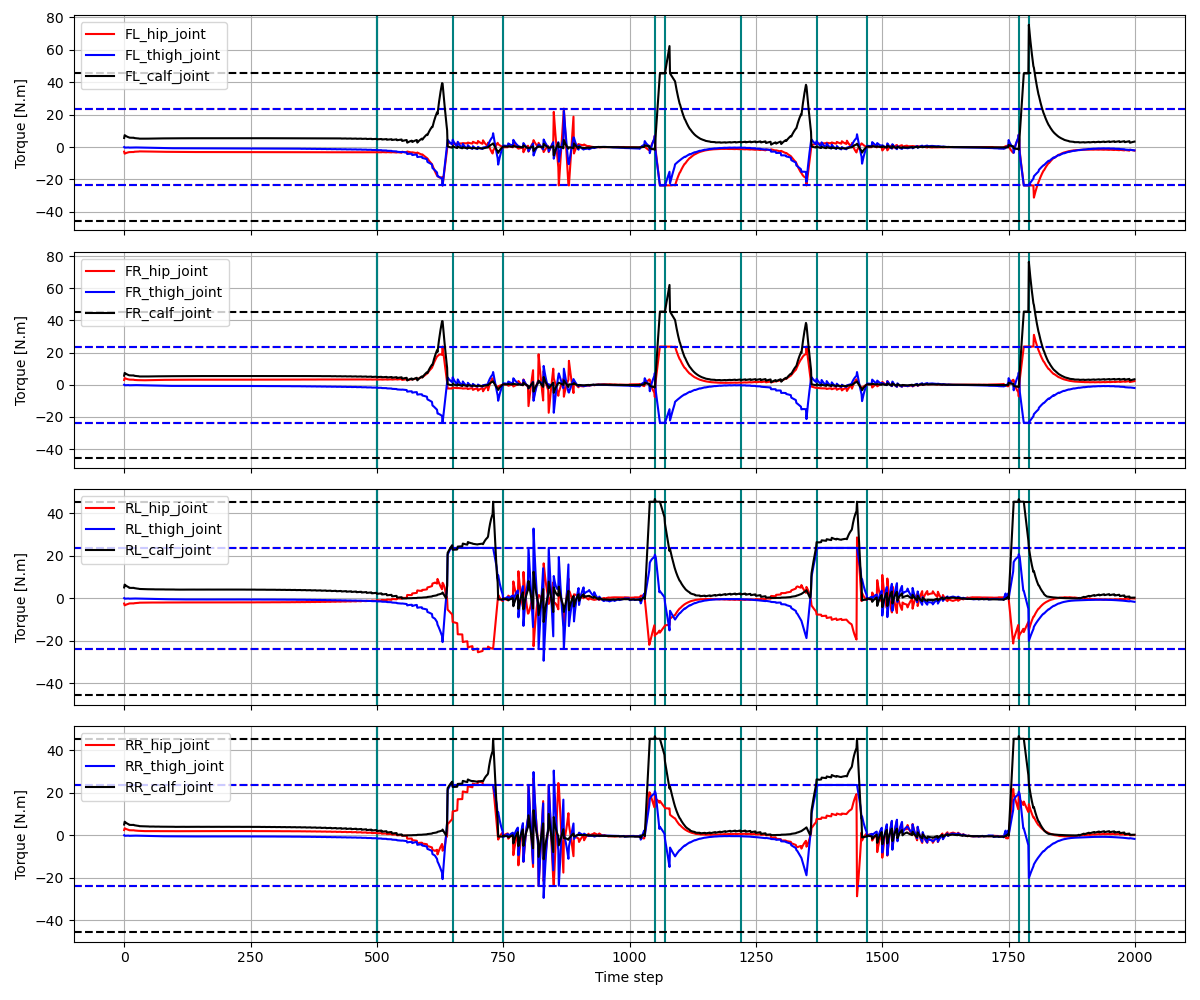 80
60
40
20
0
−20
−40
Torque [N.m]
FL_hip_joint
FL_thigh_joint
FL_calf_joint
80
60
40
20
0
−20
−40
Torque [N.m]
FR_hip_joint
FR_thigh_joint
FR_calf_joint
40
20
0
−20
−40
Torque [N.m]
RL_hip_joint
RL_thigh_joint
RL_calf_joint
40
20
0
−20
−40
Torque [N.m]
RR_hip_joint
RR_thigh_joint
RR_calf_joint
0 250 500 750 1000 1250 1500 1750 2000
Time step